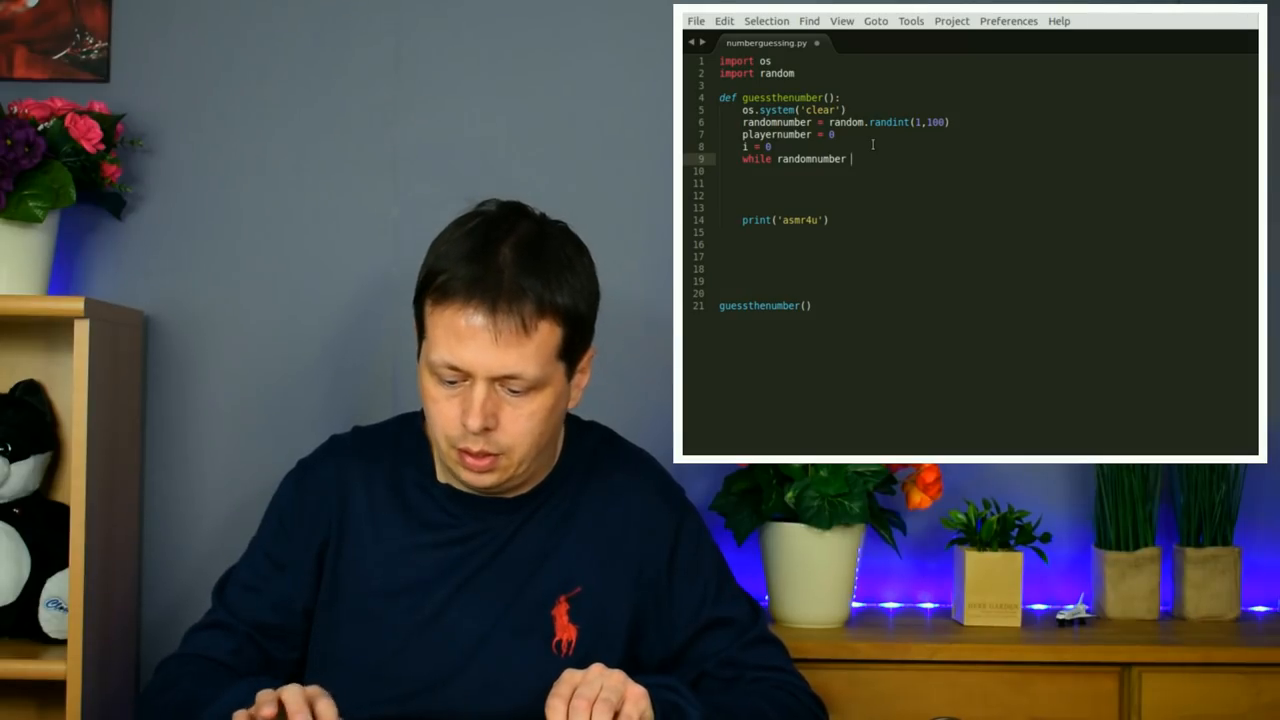 File Edit Selection Find View Goto Tools Project Preferences Help
numberguessing.py
1 import os
2 import random
3
4 def guessthenumber():
5 os.system('clear')
6 randomnumber = random.randint(1,100)
7 playernumber = 0
8 i = 0
9 while randomnumber
10
11
12
13
14 print('asmr4u')
15
16
17
18
19
20
21 guessthenumber()
HERB GARDEN